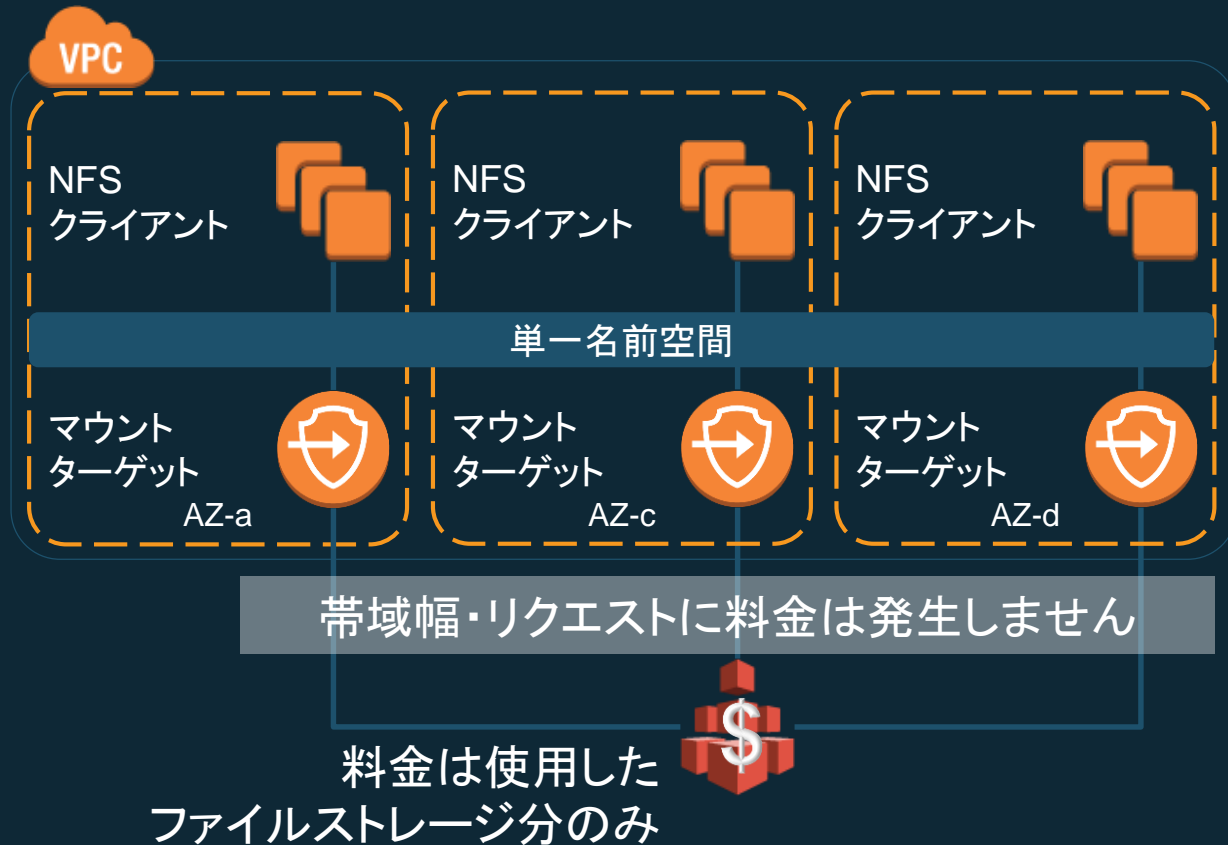 VPC
NFS
クライアント
NFS
クライアント
NFS
クライアント
単一名前空間
マウント
ターゲット
AZ-a
マウント
ターゲット
AZ-c
マウント
ターゲット
AZ-d
帯域幅・リクエストに料金は発生しません
$
料金は使用した
ファイルストレージ分のみ